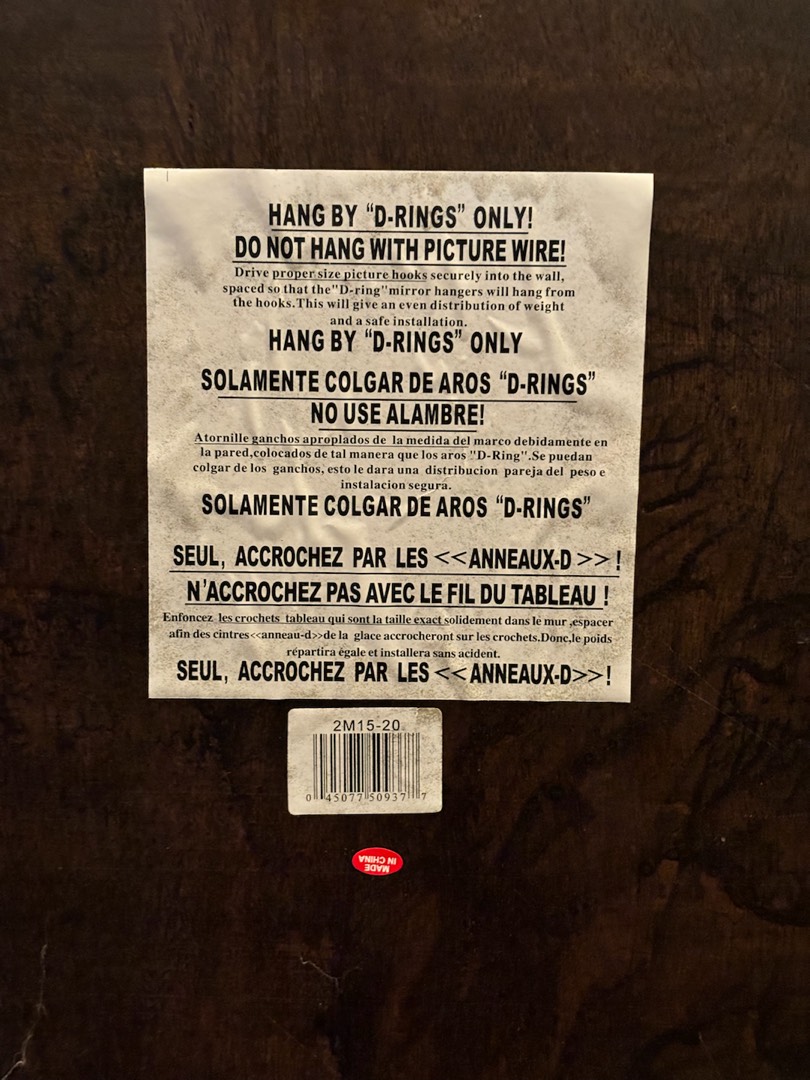 HANG BY “D-RINGS” ONLY!
DO NOT HANG WITH PICTURE WIRE!
Drive proper size picture hooks securely into the wall,
spaced so that the"D-ring"mirror hangers will hang from
the hooks.This will give an even distribution of weight
and a safe installation.
HANG BY “D-RINGS” ONLY
SOLAMENTE COLGAR DE AROS “D-RINGS”
NO USE ALAMBRE!
Atornille ganchos aproplados de la medida del marco debidamente en
la pared,colocados de tal manera que los aros "D-Ring".Se puedan
colgar de los ganchos, esto le dara una distribucion pareja del peso e
instalacion segura.
SOLAMENTE COLGAR DE AROS “D-RINGS”
SEUL, ACCROCHEZ PAR LES <<ANNEAUX-D >> !
N’ACCROCHEZ PAS AVEC LE FIL DU TABLEAU !
Enfoncez les crochets tableau qui sont la taille exact solidement dans le mur ,espacer
afin des cintres<<anneau-d>>de la glace accrocheront sur les crochets.Donc,le poids
répartira égale et installera sans acident.
SEUL, ACCROCHEZ PAR LES <<ANNEAUX-D>>!
2M15-20
0 45077 50937 7
MADE
IN CHINA